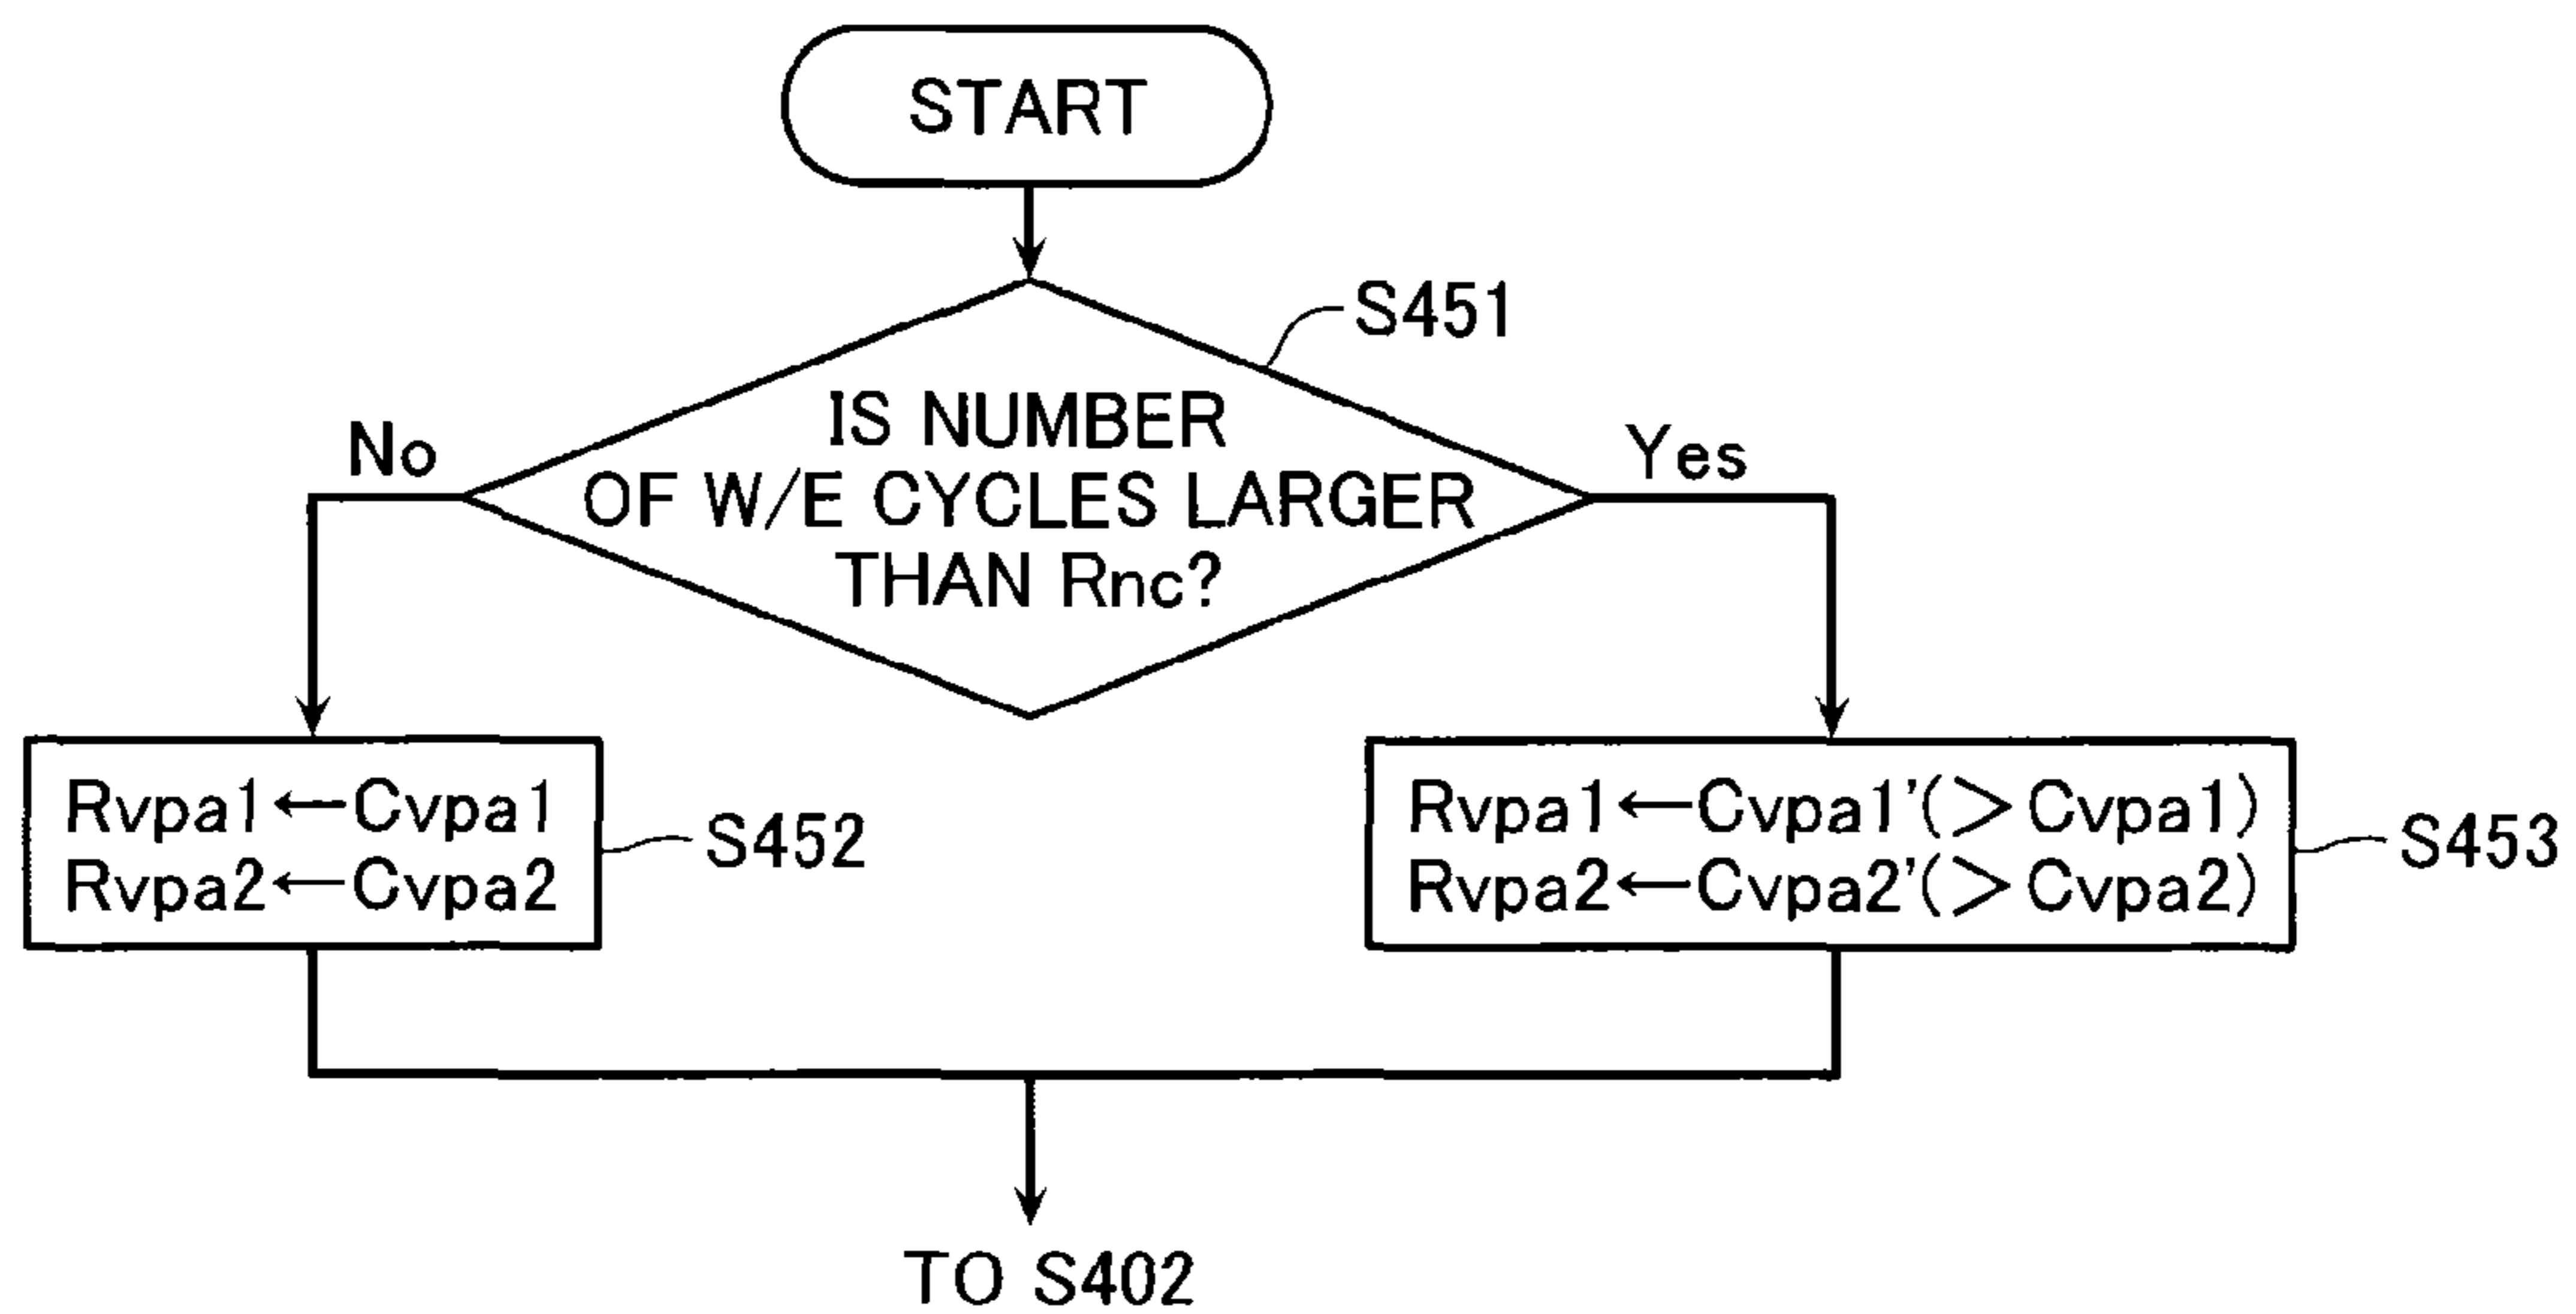 START
S451
IS NUMBER
OF W/E CYCLES LARGER
THAN Rnc?
No
Yes
Rvpa1←Cvpa1
Rvpa2←Cvpa2
S452
Rvpa1←Cvpa1'(>Cvpa1)
Rvpa2←Cvpa2'(>Cvpa2)
S453
TO S402